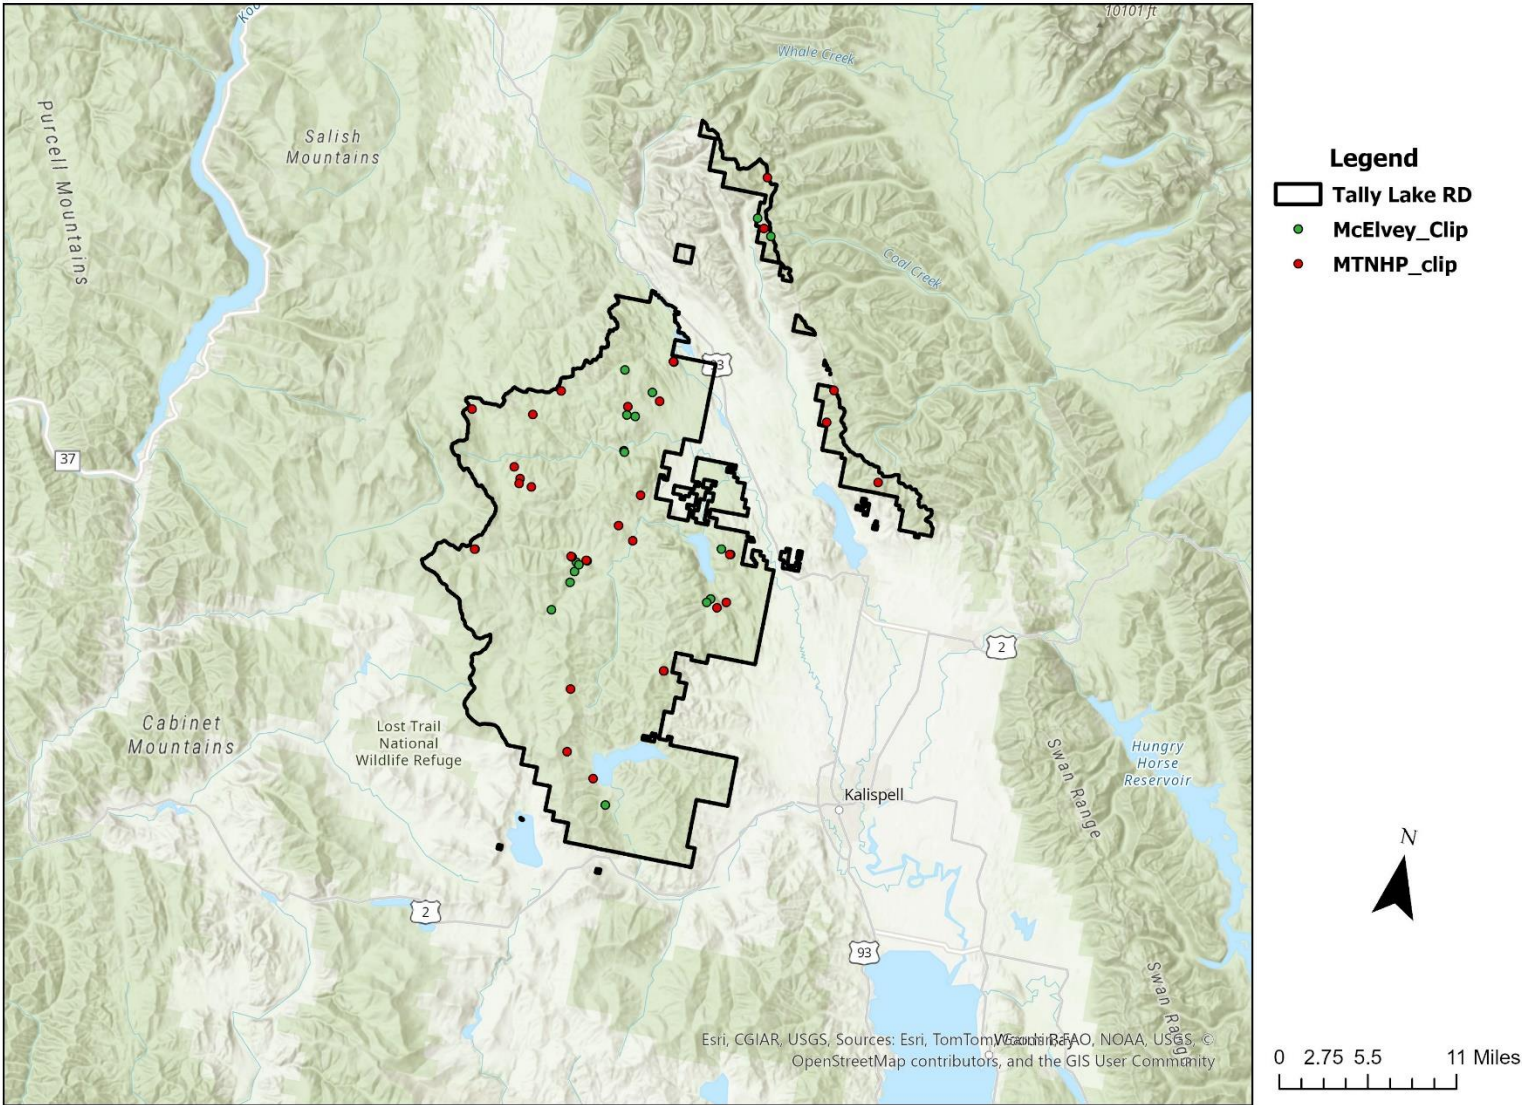 Koo
10101 ft
Whale Creek
Purcell Mountains
Salish
Mountains
Coal Creek
93
37
2
Cabinet
Mountains
Lost Trail
National
Wildlife Refuge
Swan Range
Hungry
Horse
Reservoir
Kalispell
2
93
Swan Range
Esri, CGIAR, USGS, Sources: Esri, TomTom, FAO, NOAA, USGS, ©
OpenStreetMap contributors, and the GIS User Community
Legend
Tally Lake RD
McElvey_Clip
MTNHP_clip
N
0 2.75 5.5 11 Miles